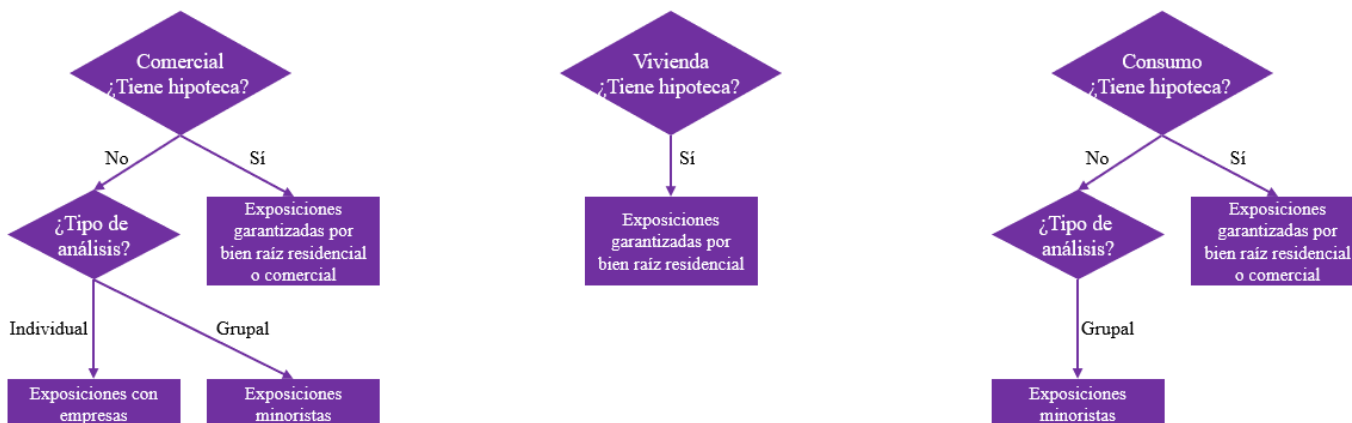 Comercial
¿Tiene hipoteca?
No
Sí
¿Tipo de
análisis?
Exposiciones
garantizadas por
bien raíz residencial
o comercial
Individual
Grupal
Exposiciones con
empresas
Exposiciones
minoristas
Vivienda
¿Tiene hipoteca?
Sí
Exposiciones
garantizadas por
bien raíz residencial
Consumo
¿Tiene hipoteca?
No
Sí
¿Tipo de
análisis?
Exposiciones
garantizadas por
bien raíz residencial
o comercial
Grupal
Exposiciones
minoristas